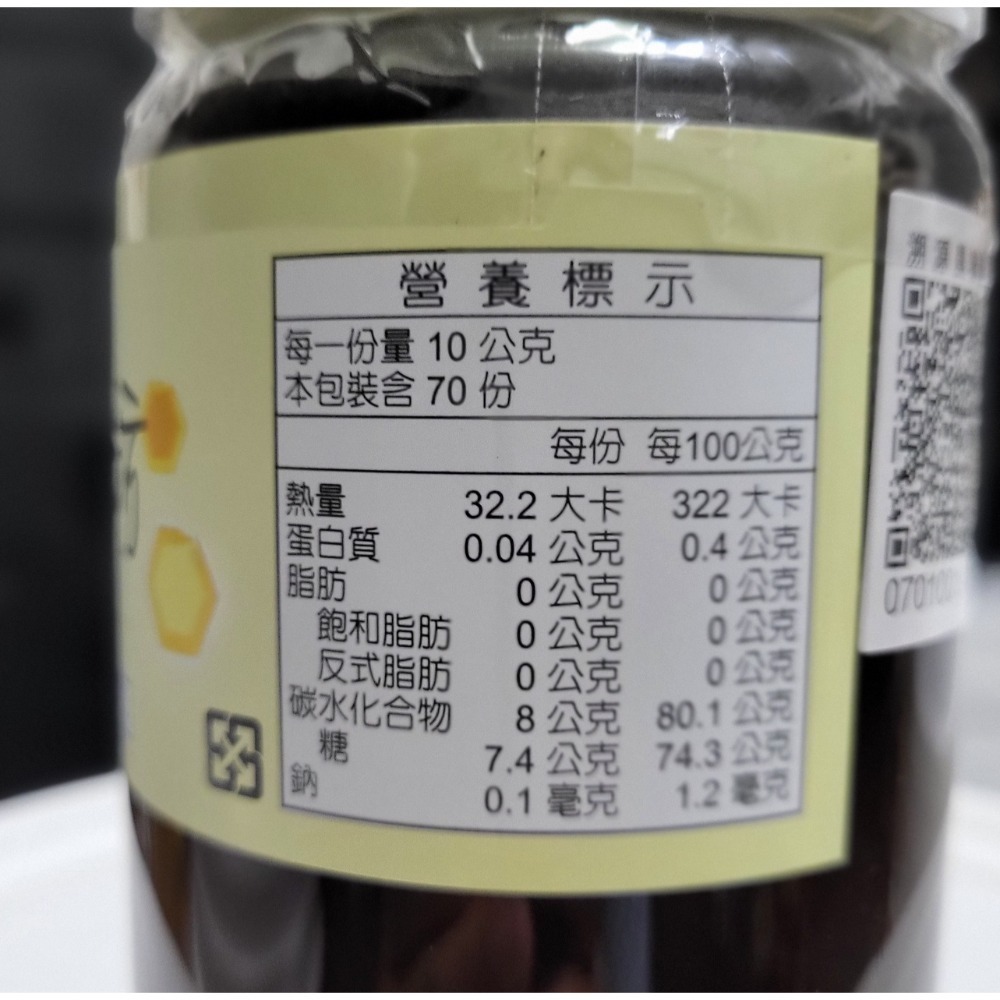 營養標示
每一份量 10 公克
本包裝含 70 份
每份 每100公克
熱量 32.2 大卡 322 大卡
蛋白質 0.04 公克 0.4 公克
脂肪 0 公克 0 公克
飽和脂肪 0 公克 0 公克
反式脂肪 0 公克 0 公克
碳水化合物 8 公克 80.1 公克
糖 7.4 公克 74.3 公克
鈉 0.1 毫克 1.2 毫克
溯源